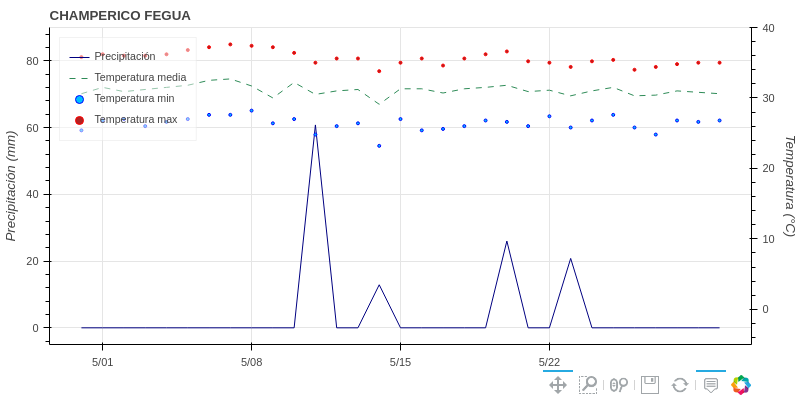 CHAMPERICO FEGUA
Precipitación
Temperatura media
Temperatura min
Temperatura max
Precipitación (mm)
80
60
40
20
0
Temperatura (°C)
40
30
20
10
0
5/01
5/08
5/15
5/22